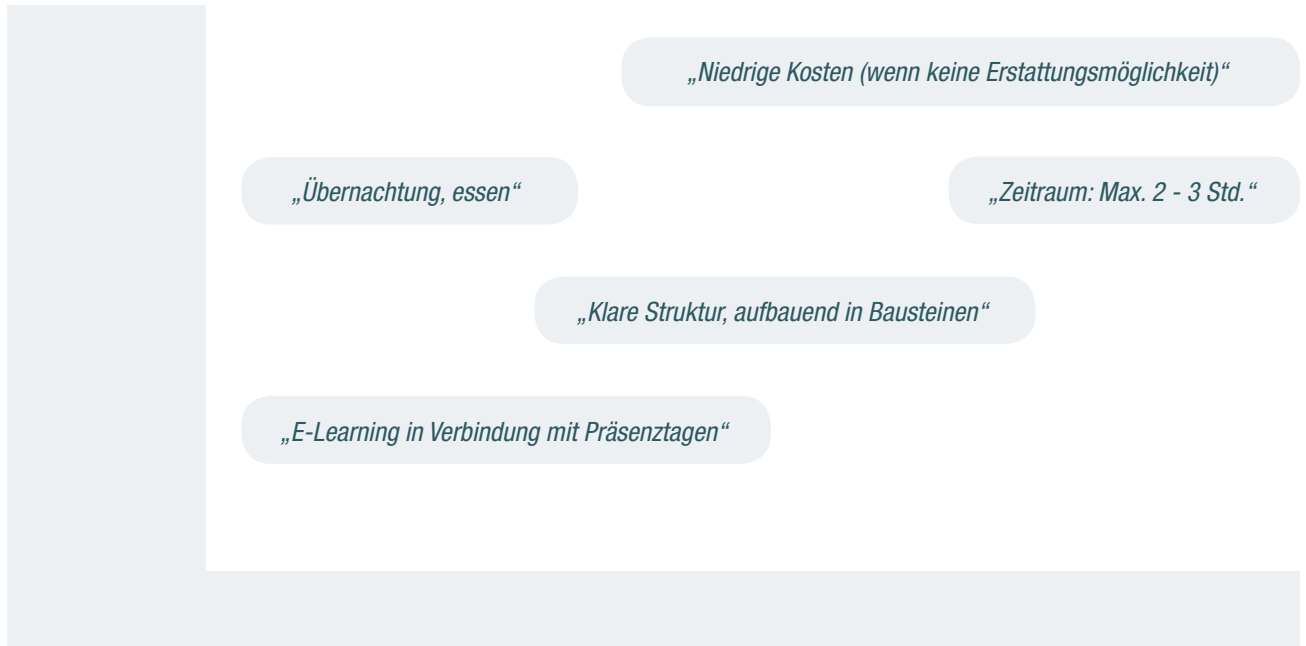 „Niedrige Kosten (wenn keine Erstattungsmöglichkeit)“
„Übernachtung, essen“
„Zeitraum: Max. 2 - 3 Std.“
„Klare Struktur, aufbauend in Bausteinen“
„E-Learning in Verbindung mit Präsenztagen“